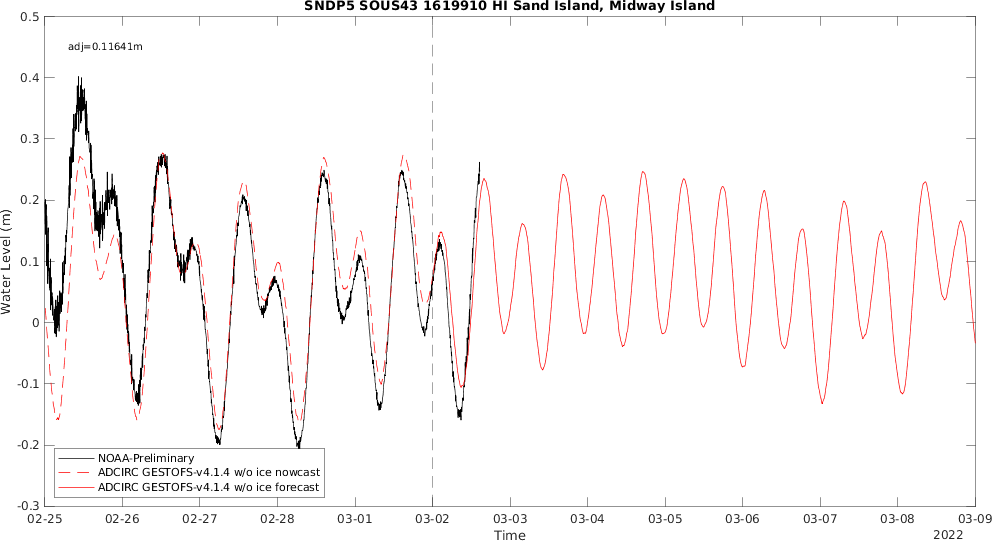 SNDP5 SOUS43 1619910 HI Sand Island, Midway Island
adj=0.11641m
Water Level (m)
0.5
0.4
0.3
0.2
0.1
0
-0.1
-0.2
-0.3
NOAA-Preliminary
ADCIRC GESTOFS-v4.1.4 w/o ice nowcast
ADCIRC GESTOFS-v4.1.4 w/o ice forecast
02-25 02-26 02-27 02-28 03-01 03-02 03-03 03-04 03-05 03-06 03-07 03-08 03-09
Time
2022